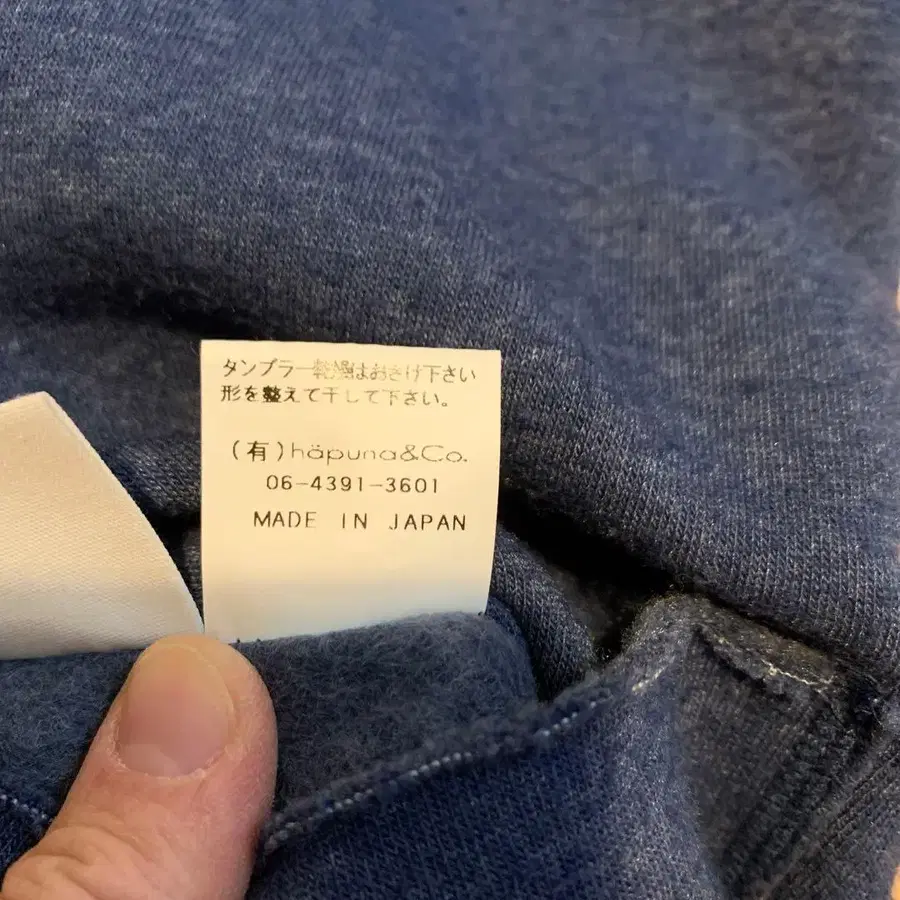 タンブラー乾燥はおさけ下さい
形を整えて干して下さい。
(有)häpuna&Co.
06-4391-3601
MADE IN JAPAN